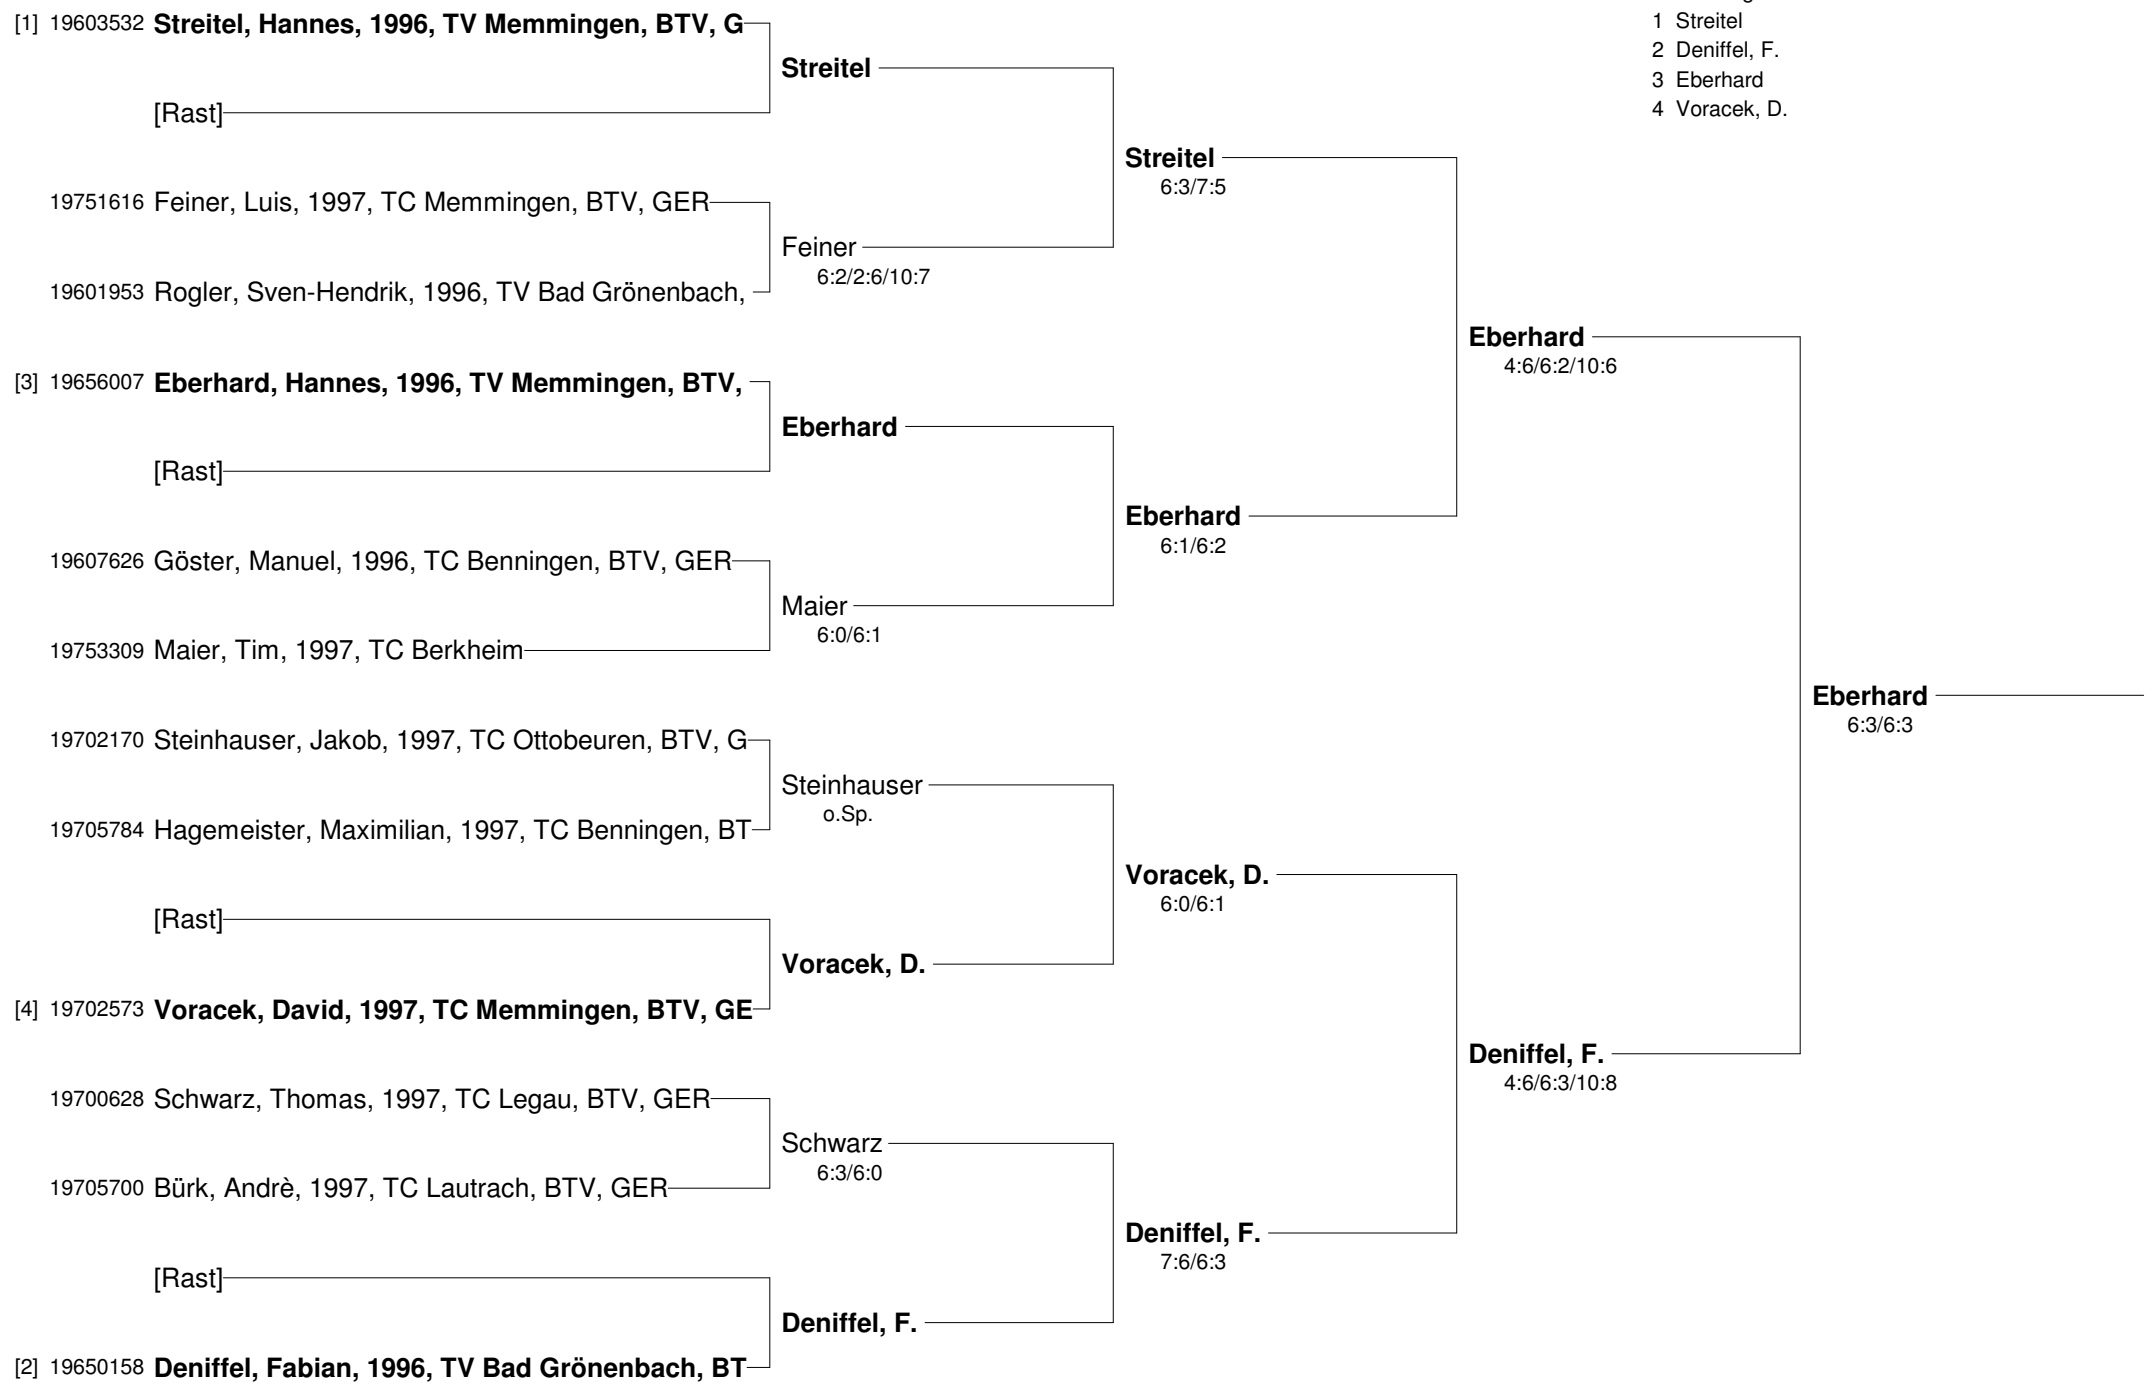 [1] 19603532 Streitel, Hannes, 1996, TV Memmingen, BTV, G
[Rast]
19751616 Feiner, Luis, 1997, TC Memmingen, BTV, GER
19601953 Rogler, Sven-Hendrik, 1996, TV Bad Grönenbach,
[3] 19656007 Eberhard, Hannes, 1996, TV Memmingen, BTV,
[Rast]
19607626 Göster, Manuel, 1996, TC Benningen, BTV, GER
19753309 Maier, Tim, 1997, TC Berkheim
19702170 Steinhauser, Jakob, 1997, TC Ottobeuren, BTV, G
19705784 Hagemeister, Maximilian, 1997, TC Benningen, BT
[Rast]
[4] 19702573 Voracek, David, 1997, TC Memmingen, BTV, GE
19700628 Schwarz, Thomas, 1997, TC Legau, BTV, GER
19705700 Bürk, Andrè, 1997, TC Lautrach, BTV, GER
[Rast]
[2] 19650158 Deniffel, Fabian, 1996, TV Bad Grönenbach, BT
Streitel
Feiner
6:2/2:6/10:7
Eberhard
Maier
6:0/6:1
Steinhauser
o.Sp.
Voracek, D.
Schwarz
6:3/6:0
Deniffel, F.
Streitel
6:3/7:5
Eberhard
6:1/6:2
Voracek, D.
6:0/6:1
Deniffel, F.
7:6/6:3
Eberhard
4:6/6:2/10:6
Deniffel, F.
4:6/6:3/10:8
Eberhard
6:3/6:3
1 Streitel
2 Deniffel, F.
3 Eberhard
4 Voracek, D.